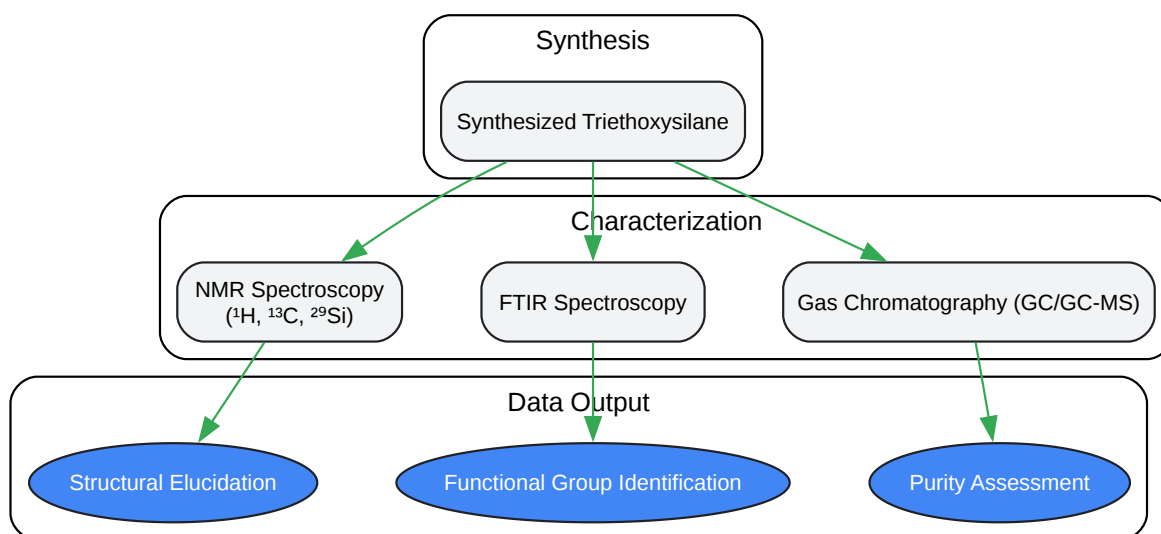 Synthesis
Synthesized Triethoxysilane
Characterization
NMR Spectroscopy
(¹H, ¹³C, ²⁹Si)
FTIR Spectroscopy
Gas Chromatography (GC/GC-MS)
Data Output
Structural Elucidation
Functional Group Identification
Purity Assessment